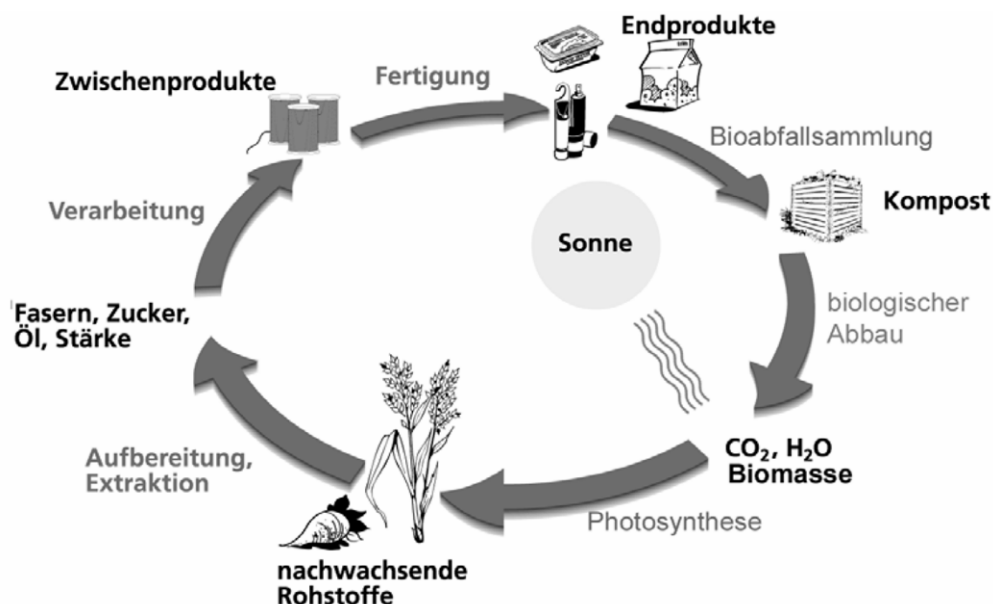 Endprodukte
Zwischenprodukte
Fertigung
Bioabfallsammlung
Verarbeitung
Kompost
Sonne
Fasern, Zucker,
Öl, Stärke
biologischer
Abbau
Aufbereitung,
Extraktion
CO₂, H₂O
Biomasse
Photosynthese
nachwachsende
Rohstoffe